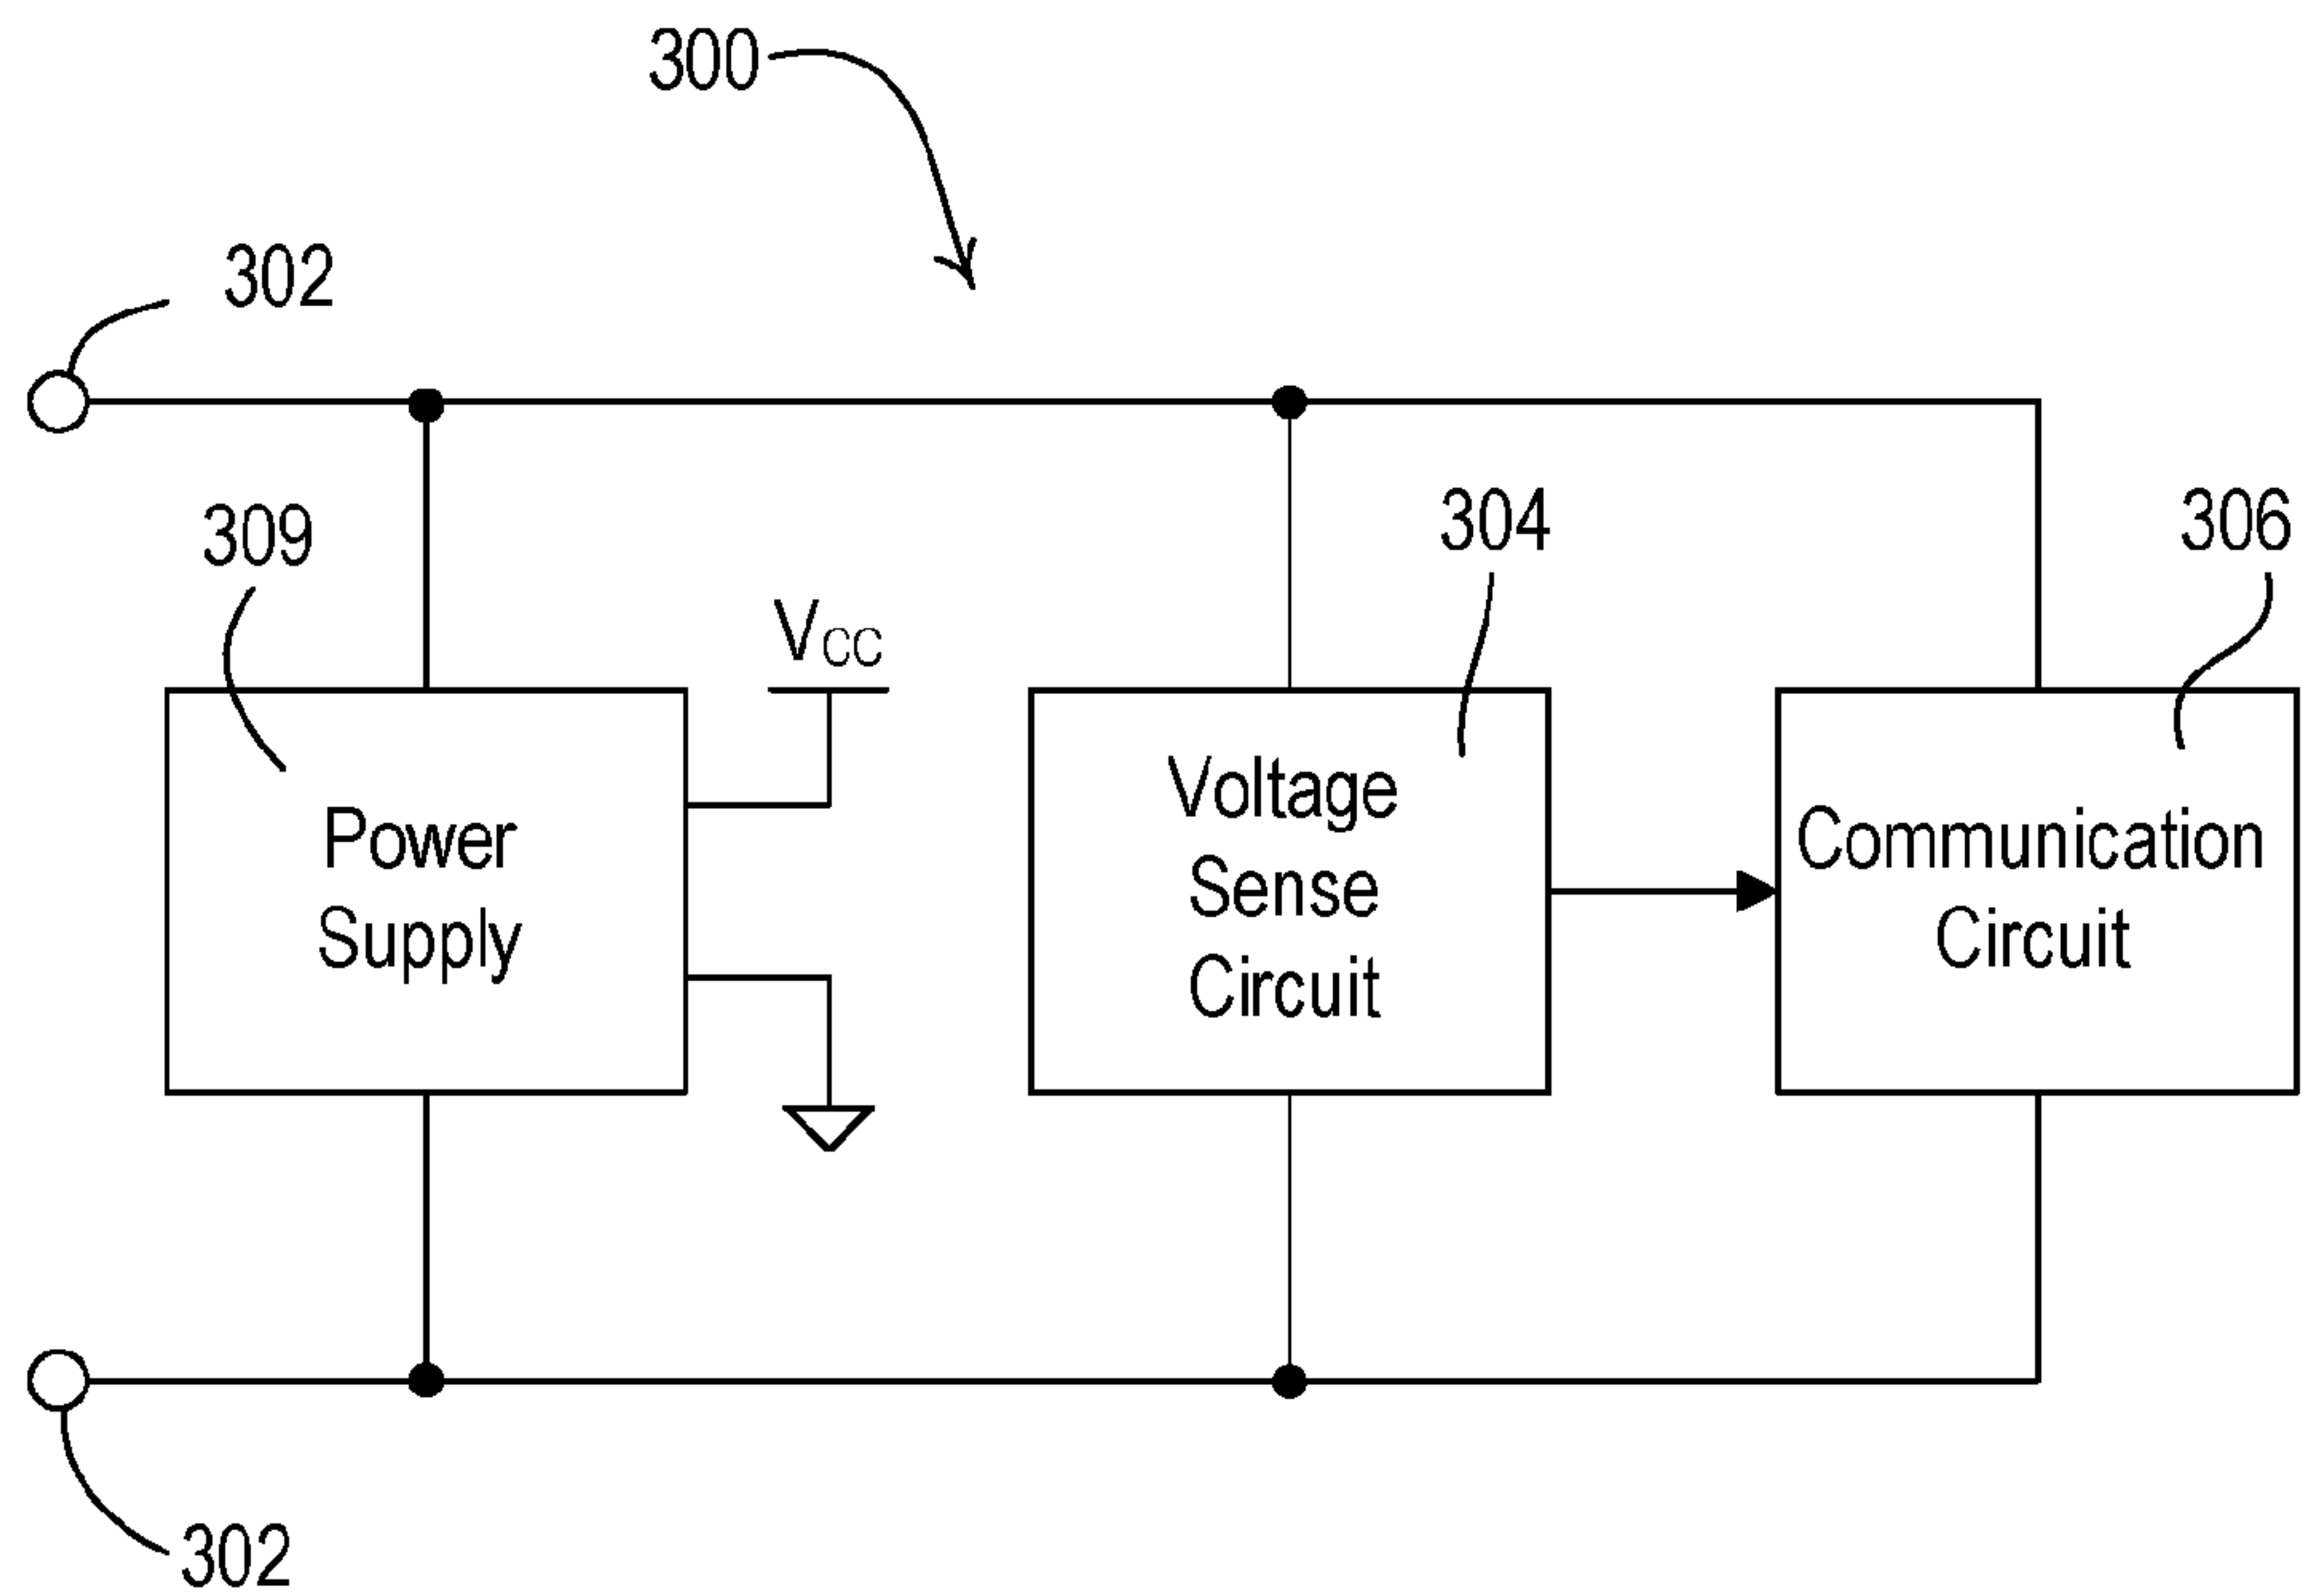 300
302
309
304
306
VCC
Power
Supply
Voltage
Sense
Circuit
Communication
Circuit
302